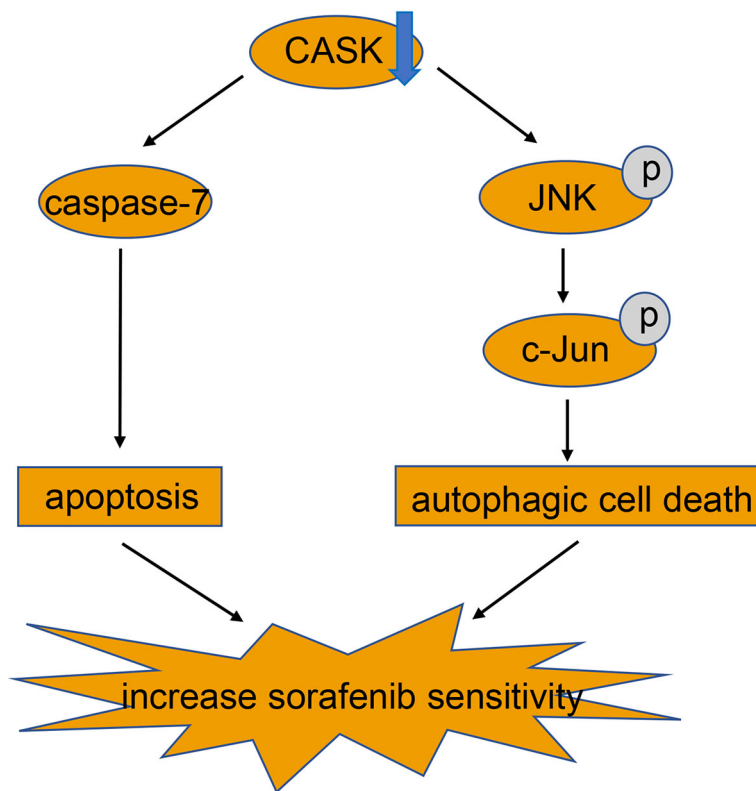 CASK
caspase-7
JNK
p
c-Jun
p
apoptosis
autophagic cell death
increase sorafenib sensitivity